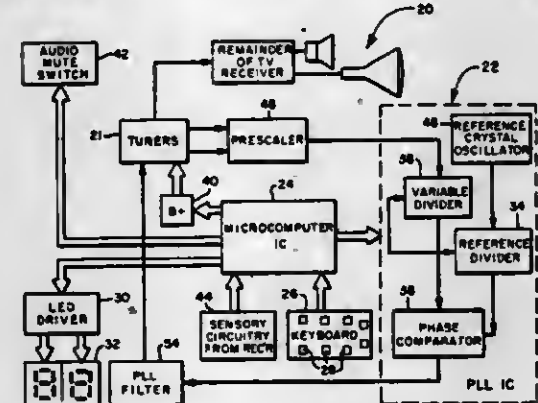 20
AUDIO
MUTE
SWITCH
42
REMAINDER
OF TV
RECEIVER
22
REFERENCE
CRYSTAL
OSCILLATOR
21
TUNERS
PRESCALER
40
B+
24
MICROCOMPUTER
IC
VARIABLE
DIVIDER
34
REFERENCE
DIVIDER
LED
DRIVER
30
44
SENSORY
CIRCUITRY
FROM REC'R
26
KEYBOARD
28
PHASE
COMPARATOR
32
88
PLL
FILTER
54
PLL IC